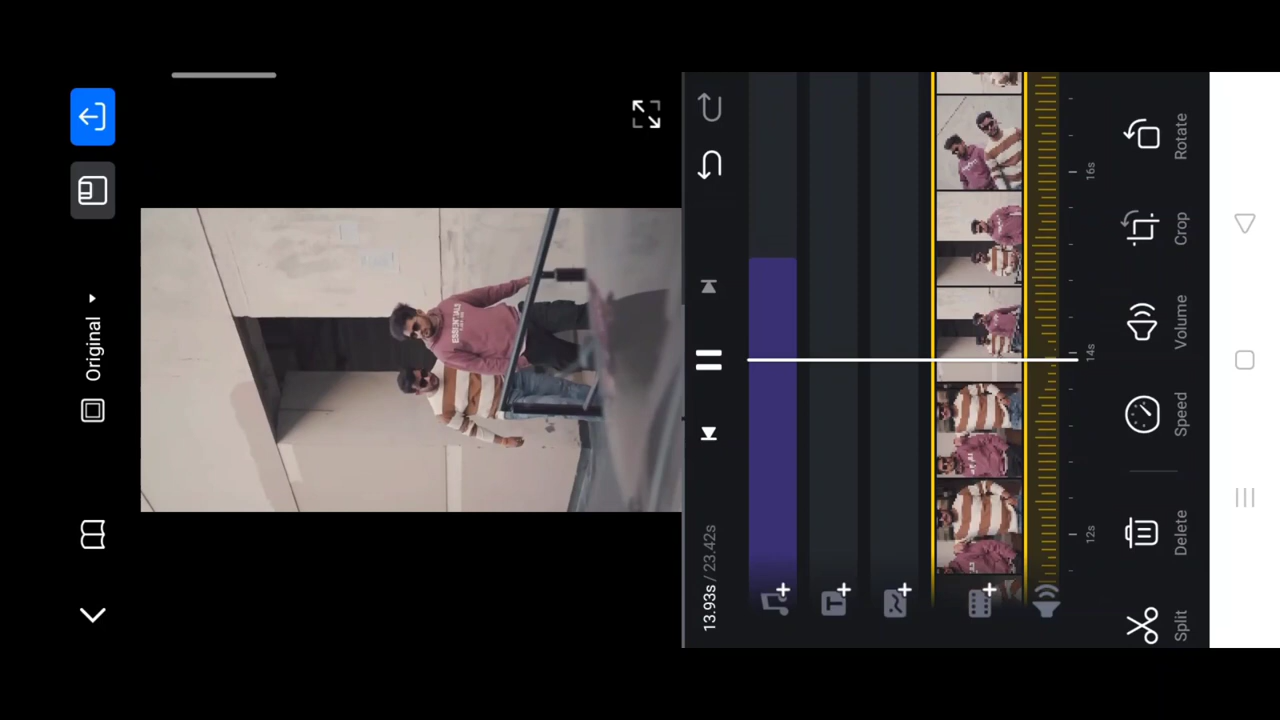 Original
ESSENTIALS
13.93s / 23.42s
T
12s
14s
16s
Split
Delete
Speed
Volume
Crop
Rotate